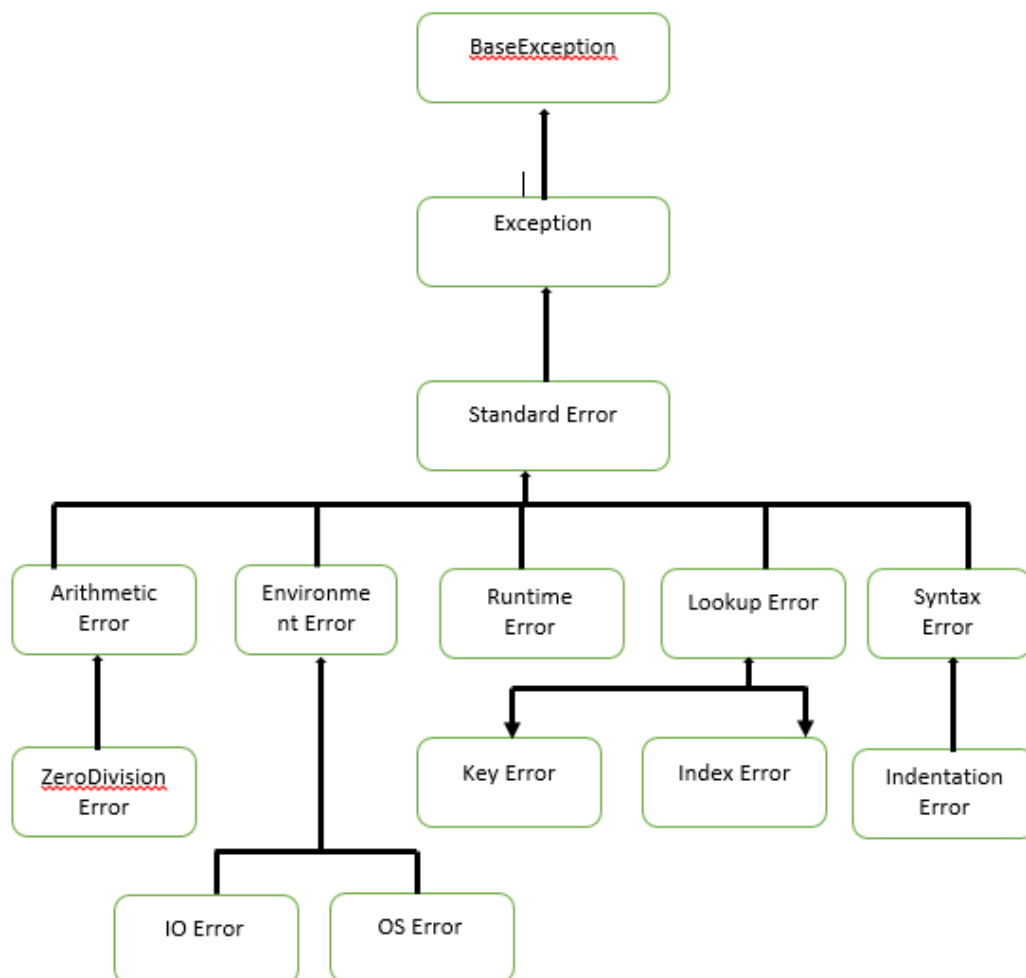 BaseException
Exception
Standard Error
Arithmetic
Error
Environme
nt Error
Runtime
Error
Lookup Error
Syntax
Error
ZeroDivision
Error
Key Error
Index Error
Indentation
Error
IO Error
OS Error